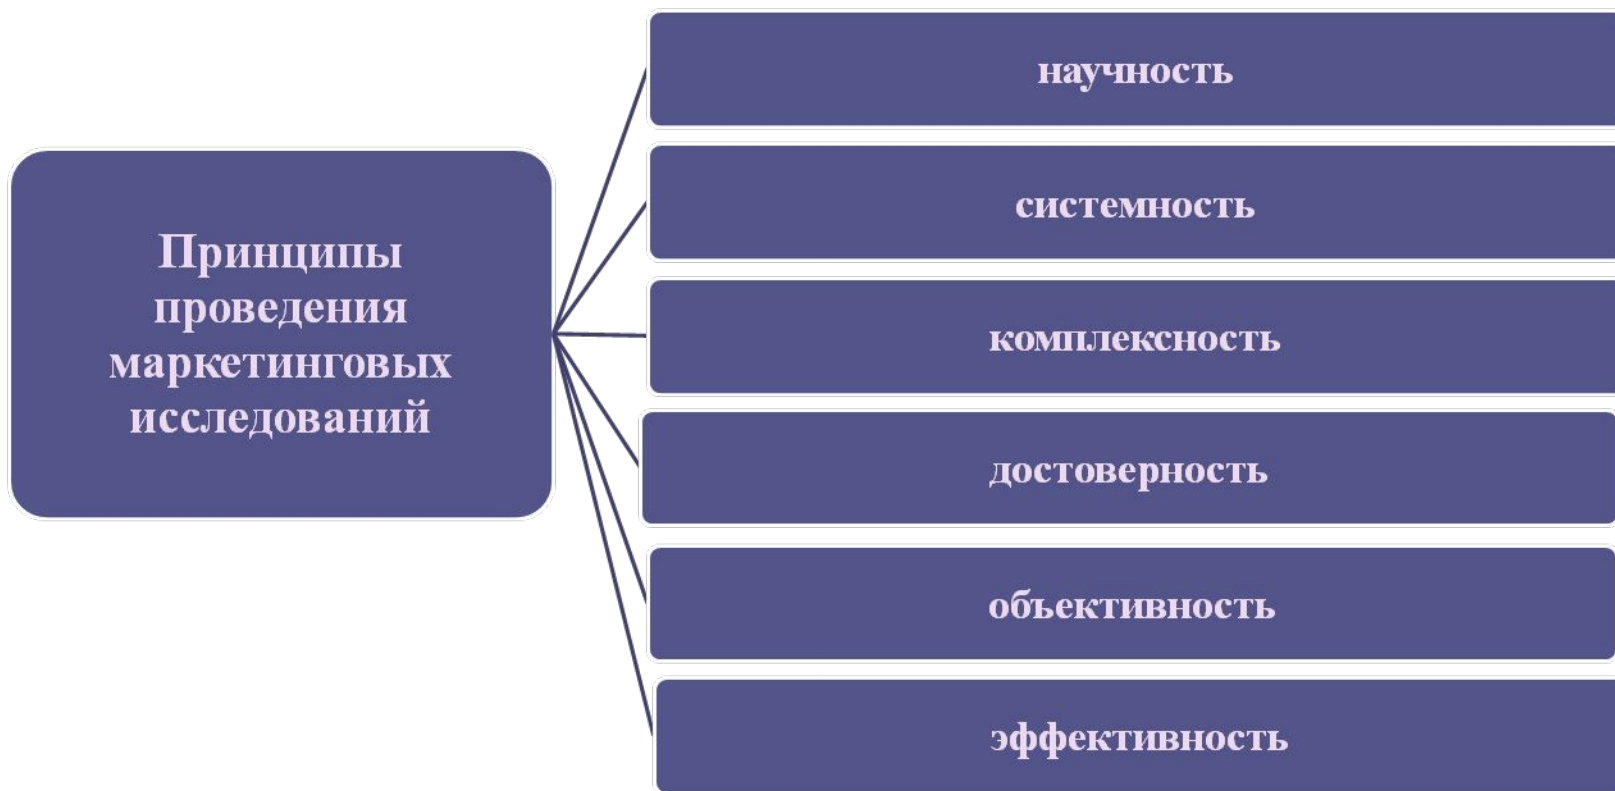 Принципы
проведения
маркетинговых
исследований
научность
системность
комплексность
достоверность
объективность
эффективность